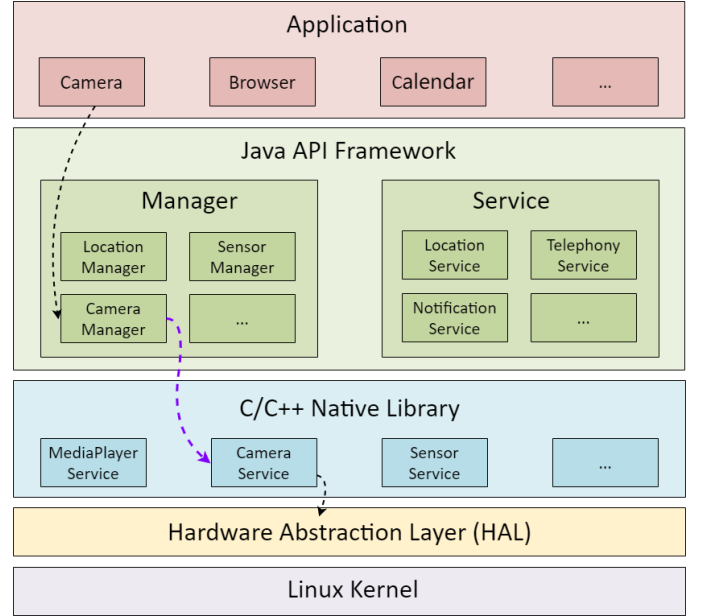 Application
Camera
Browser
Calendar
...
Java API Framework
Manager
Location
Manager
Sensor
Manager
Camera
Manager
...
Service
Location
Service
Telephony
Service
Notification
Service
...
C/C++ Native Library
MediaPlayer
Service
Camera
Service
Sensor
Service
...
Hardware Abstraction Layer (HAL)
Linux Kernel